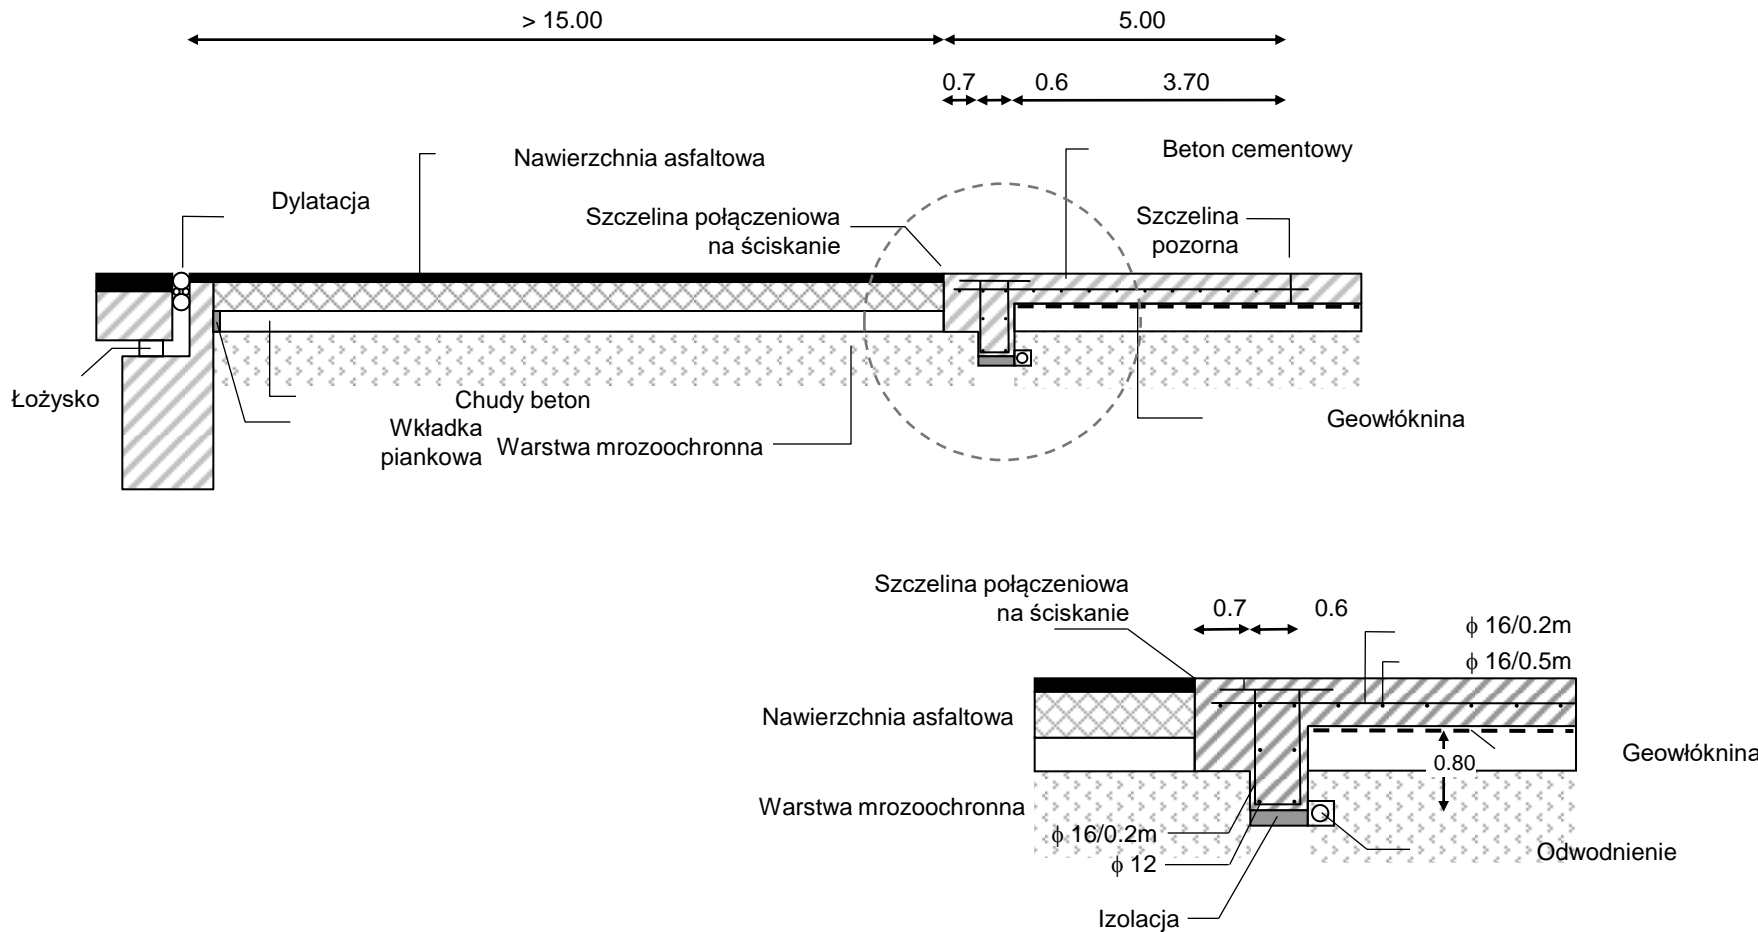 > 15.00
5.00
0.7
0.6
3.70
Nawierzchnia asfaltowa
Beton cementowy
Dylatacja
Szczelina połączeniowa
na ściskanie
Szczelina
pozorna
Łożysko
Chudy beton
Wkładka
piankowa
Warstwa mrozoochronna
Geowłóknina
Szczelina połączeniowa
na ściskanie
0.7
0.6
ϕ 16/0.2m
ϕ 16/0.5m
Nawierzchnia asfaltowa
Geowłóknina
0.80
Warstwa mrozoochronna
ϕ 16/0.2m
ϕ 12
Odwodnienie
Izolacja